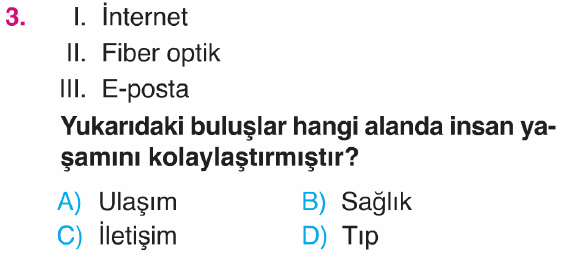 3. I. İnternet
II. Fiber optik
III. E-posta
Yukarıdaki buluşlar hangi alanda insan ya-
şamını kolaylaştırmıştır?
A) Ulaşım B) Sağlık
C) İletişim D) Tıp